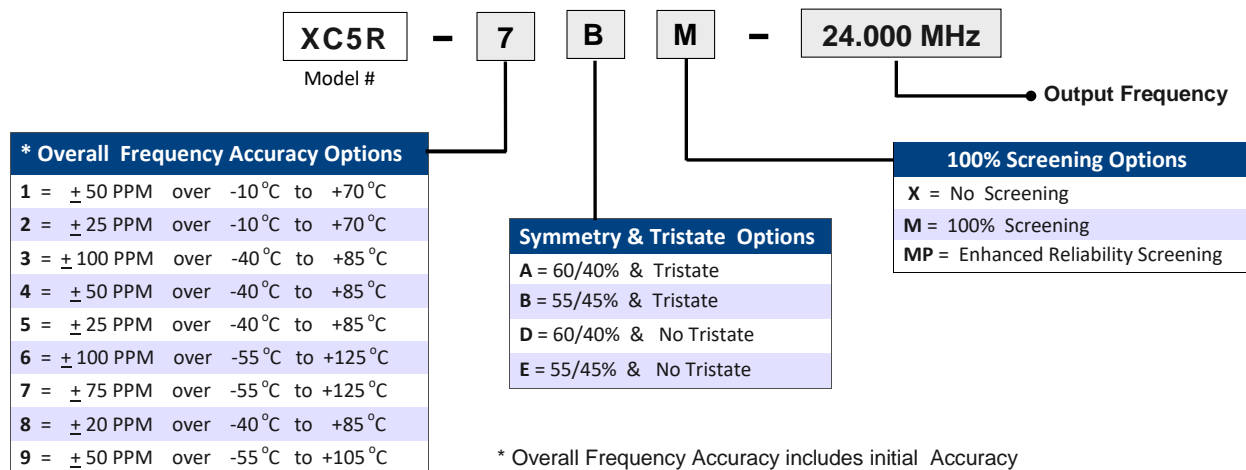 XC5R – 7 B M – 24.000 MHz
Model #
Output Frequency
* Overall Frequency Accuracy Options
1 = ± 50 PPM over -10 °C to +70 °C
2 = ± 25 PPM over -10 °C to +70 °C
3 = ± 100 PPM over -40 °C to +85 °C
4 = ± 50 PPM over -40 °C to +85 °C
5 = ± 25 PPM over -40 °C to +85 °C
6 = ± 100 PPM over -55 °C to +125 °C
7 = ± 75 PPM over -55 °C to +125 °C
8 = ± 20 PPM over -40 °C to +85 °C
9 = ± 50 PPM over -55 °C to +105 °C
Symmetry & Tristate Options
A = 60/40% & Tristate
B = 55/45% & Tristate
D = 60/40% & No Tristate
E = 55/45% & No Tristate
100% Screening Options
X = No Screening
M = 100% Screening
MP = Enhanced Reliability Screening
* Overall Frequency Accuracy includes initial Accuracy